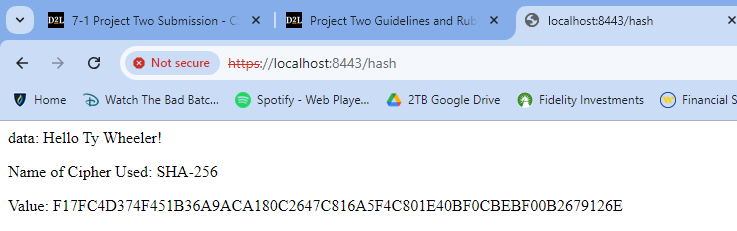 7-1 Project Two Submission - C
Project Two Guidelines and Rub
localhost:8443/hash
Not secure https://localhost:8443/hash
Home Watch The Bad Batc... Spotify - Web Playe... 2TB Google Drive Fidelity Investments Financial S
data: Hello Ty Wheeler!
Name of Cipher Used: SHA-256
Value: F17FC4D374F451B36A9ACA180C2647C816A5F4C801E40BF0CBEBF00B2679126E